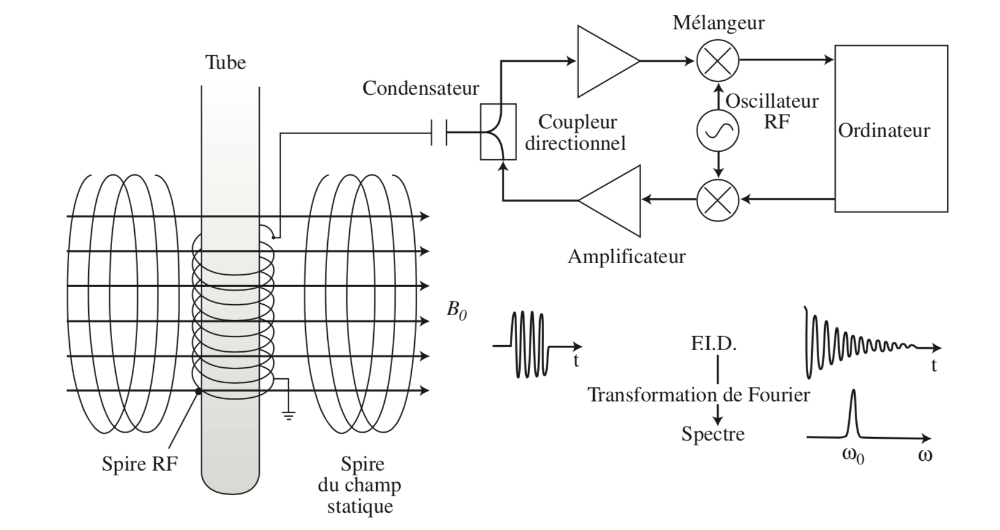 Mélangeur
Tube
Condensateur
Oscillateur
RF
Coupleur
directionnel
Ordinateur
Amplificateur
B0
t
F.I.D.
t
Transformation de Fourier
Spectre
ω0
ω
Spire RF
Spire
du champ
statique